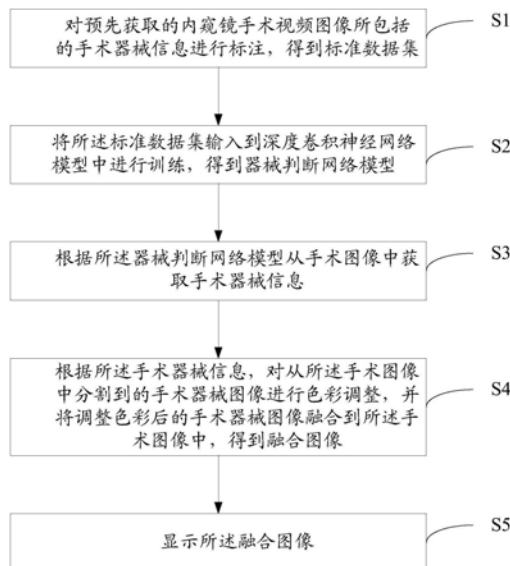 对预先获取的内窥镜手术视频图像所包括
的手术器械信息进行标注，得到标准数据集
S1
将所述标准数据集输入到深度卷积神经网络
模型中进行训练，得到器械判断网络模型
S2
根据所述器械判断网络模型从手术图像中获
取手术器械信息
S3
根据所述手术器械信息，对从所述手术图像
中分割到的手术器械图像进行色彩调整，并
将调整色彩后的手术器械图像融合到所述手
术图像中，得到融合图像
S4
显示所述融合图像
S5